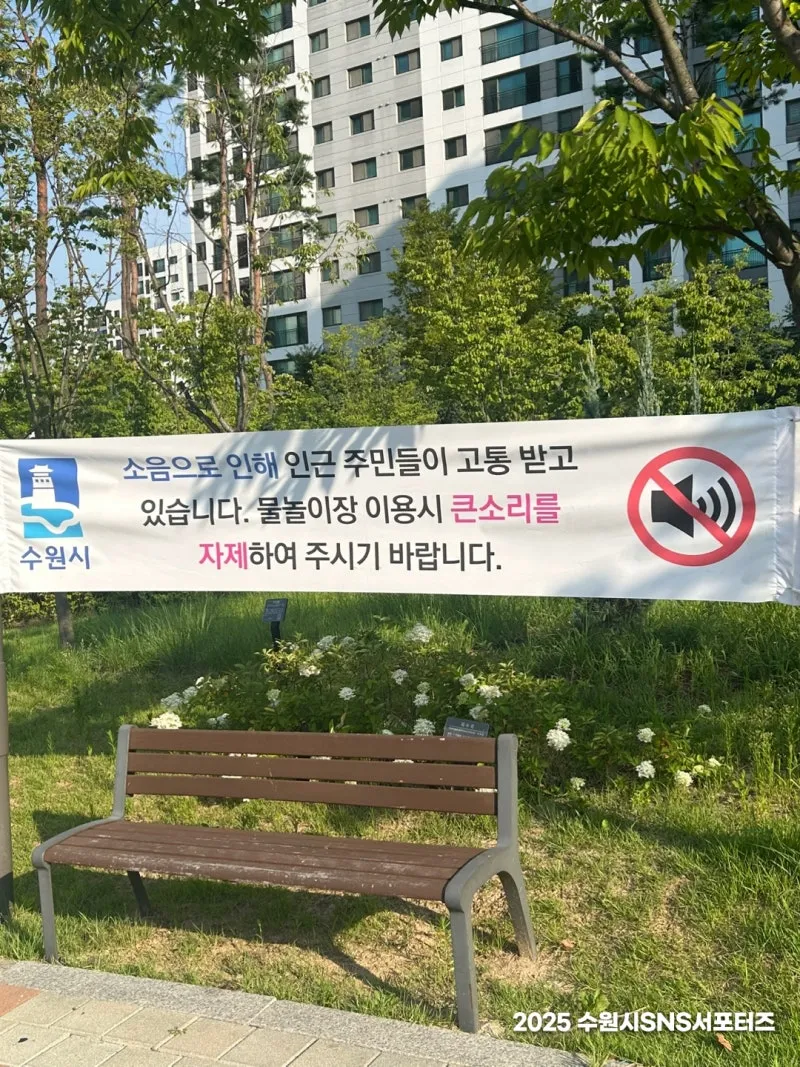 소음으로 인해 인근 주민들이 고통 받고
있습니다. 물놀이장 이용시 큰소리를
자제하여 주시기 바랍니다.
수원시
2025 수원시SNS서포터즈